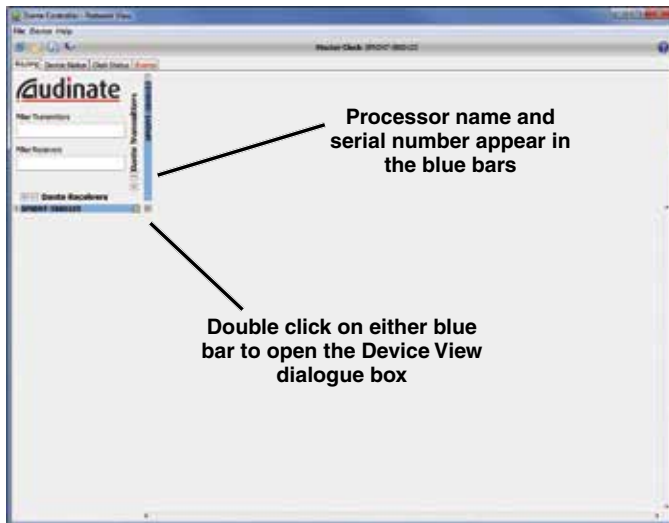 Dante Controller - Network View
File Device Help
Master Clock:
Routing Device Status Clock Status Events
Audinate
Filter Transmitters
Filter Receivers
Dante Transmitters
Dante Receivers
Processor name and
serial number appear in
the blue bars
Double click on either blue
bar to open the Device View
dialogue box